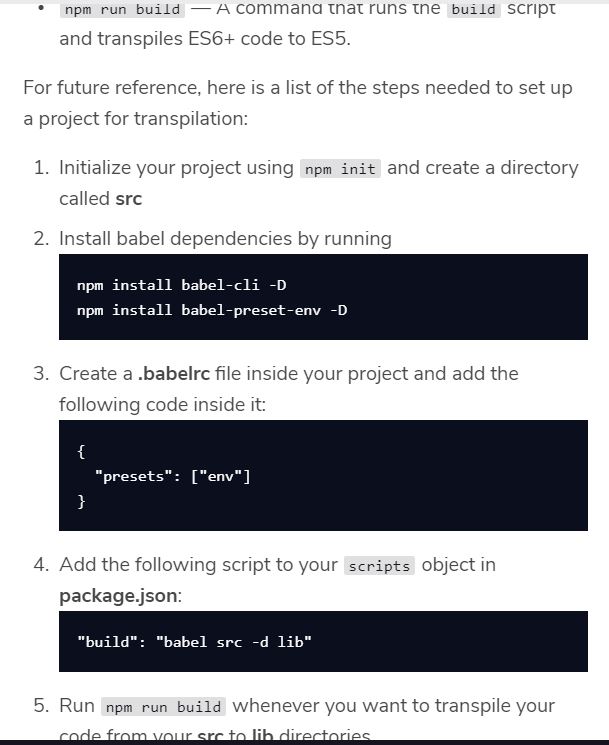 • npm run build — A command that runs the build script
and transpiles ES6+ code to ES5.
For future reference, here is a list of the steps needed to set up
a project for transpilation:
1. Initialize your project using npm init and create a directory
called src
2. Install babel dependencies by running
npm install babel-cli -D
npm install babel-preset-env -D
3. Create a .babelrc file inside your project and add the
following code inside it:
{
  "presets": ["env"]
}
4. Add the following script to your scripts object in
package.json:
"build": "babel src -d lib"
5. Run npm run build whenever you want to transpile your
code from your src to lib directories.